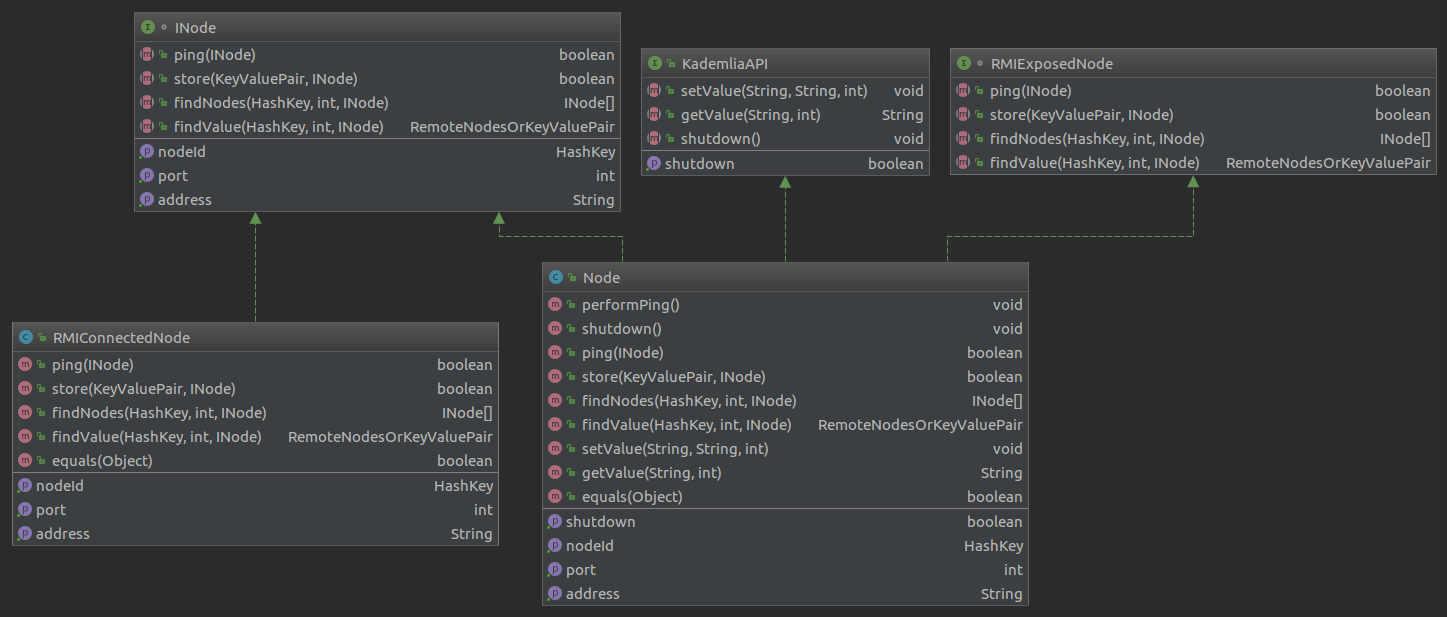 INode
ping(INode) boolean
store(KeyValuePair, INode) boolean
findNodes(HashKey, int, INode) INode[]
findValue(HashKey, int, INode) RemoteNodesOrKeyValuePair
nodeId HashKey
port int
address String
KademliaAPI
setValue(String, String, int) void
getValue(String, int) String
shutdown() void
shutdown boolean
RMIExposedNode
ping(INode) boolean
store(KeyValuePair, INode) boolean
findNodes(HashKey, int, INode) INode[]
findValue(HashKey, int, INode) RemoteNodesOrKeyValuePair
RMIConnectedNode
ping(INode) boolean
store(KeyValuePair, INode) boolean
findNodes(HashKey, int, INode) INode[]
findValue(HashKey, int, INode) RemoteNodesOrKeyValuePair
equals(Object) boolean
nodeId HashKey
port int
address String
Node
performPing() void
shutdown() void
ping(INode) boolean
store(KeyValuePair, INode) boolean
findNodes(HashKey, int, INode) INode[]
findValue(HashKey, int, INode) RemoteNodesOrKeyValuePair
setValue(String, String, int) void
getValue(String, int) String
equals(Object) boolean
shutdown boolean
nodeId HashKey
port int
address String